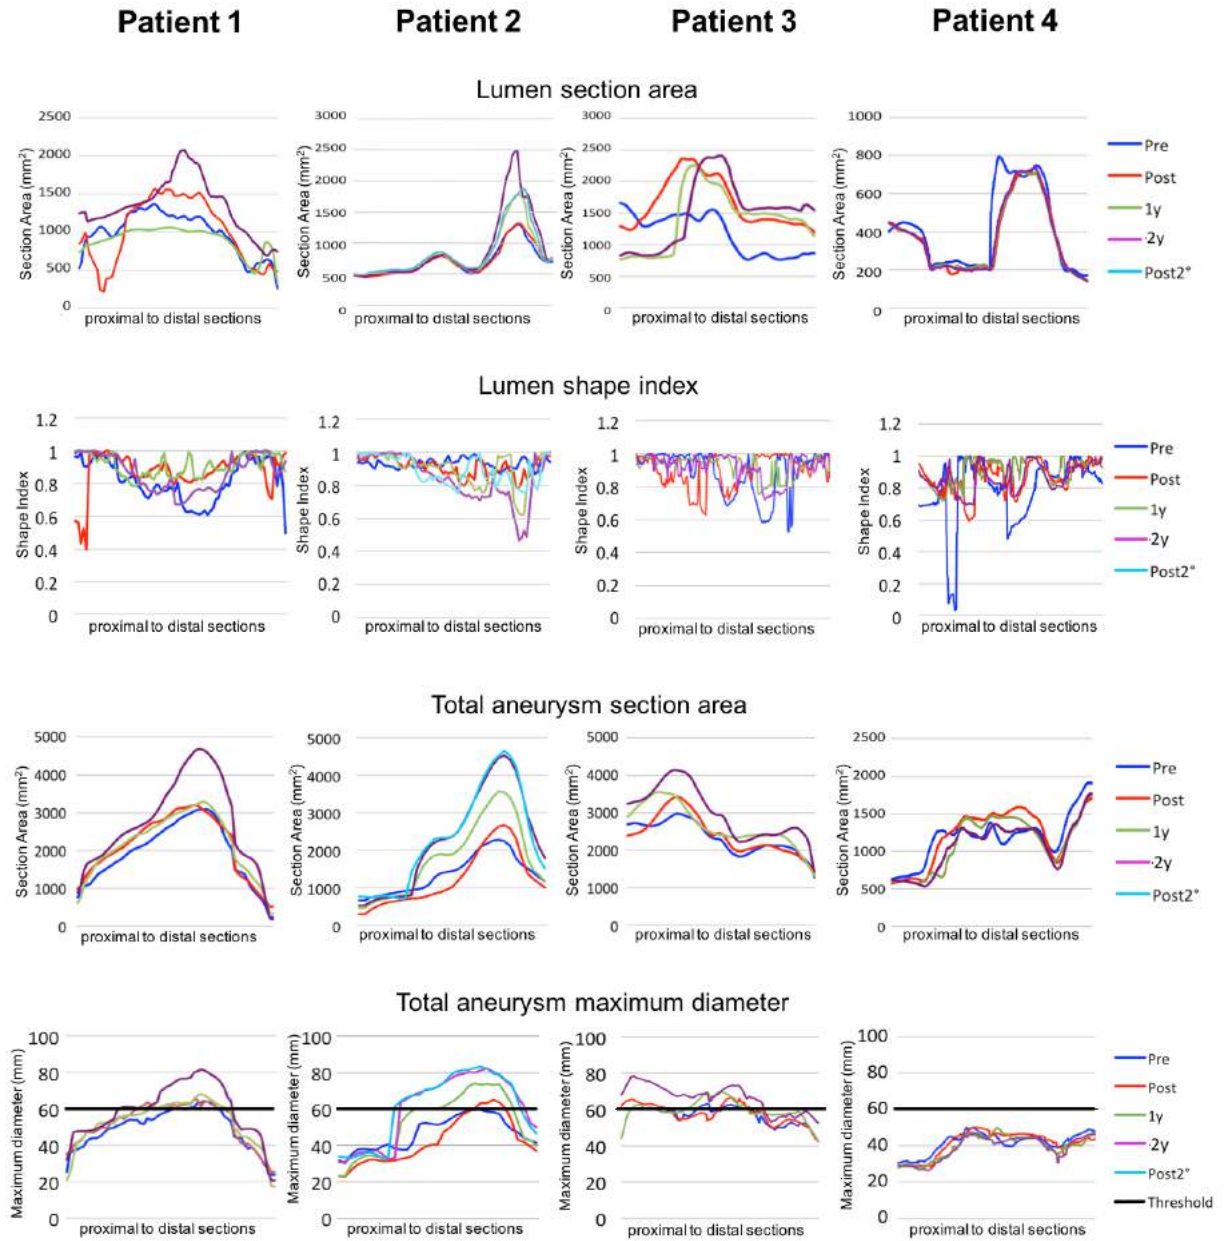 Patient 1 Patient 2 Patient 3 Patient 4
Lumen section area
Section Area (mm²) 2500 2000 1500 1000 500 0 proximal to distal sections
Section Area (mm²) 3000 2500 2000 1500 1000 500 0 proximal to distal sections
Section Area (mm²) 3000 2500 2000 1500 1000 500 0 proximal to distal sections
Section Area (mm²) 1000 800 600 400 200 0 proximal to distal sections
Pre
Post
1y
2y
Post2°
Lumen shape index
Shape Index 1.2 1 0.8 0.6 0.4 0.2 0 proximal to distal sections
Shape Index 1.2 1 0.8 0.6 0.4 0.2 0 proximal to distal sections
Shape Index 1.2 1 0.8 0.6 0.4 0.2 0 proximal to distal sections
Shape Index 1.2 1 0.8 0.6 0.4 0.2 0 proximal to distal sections
Pre
Post
1y
2y
Post2°
Total aneurysm section area
Section Area (mm²) 5000 4000 3000 2000 1000 0 proximal to distal sections
Section Area (mm²) 5000 4000 3000 2000 1000 0 proximal to distal sections
Section Area (mm²) 5000 4000 3000 2000 1000 0 proximal to distal sections
Section Area (mm²) 2500 2000 1500 1000 500 0 proximal to distal sections
Pre
Post
1y
2y
Post2°
Total aneurysm maximum diameter
Maximum diameter (mm) 100 80 60 40 20 0 proximal to distal sections
Maximum diameter (mm) 100 80 60 40 20 0 proximal to distal sections
Maximum diameter (mm) 100 80 60 40 20 0 proximal to distal sections
Maximum diameter (mm) 100 80 60 40 20 0 proximal to distal sections
Pre
Post
1y
2y
Post2°
Threshold